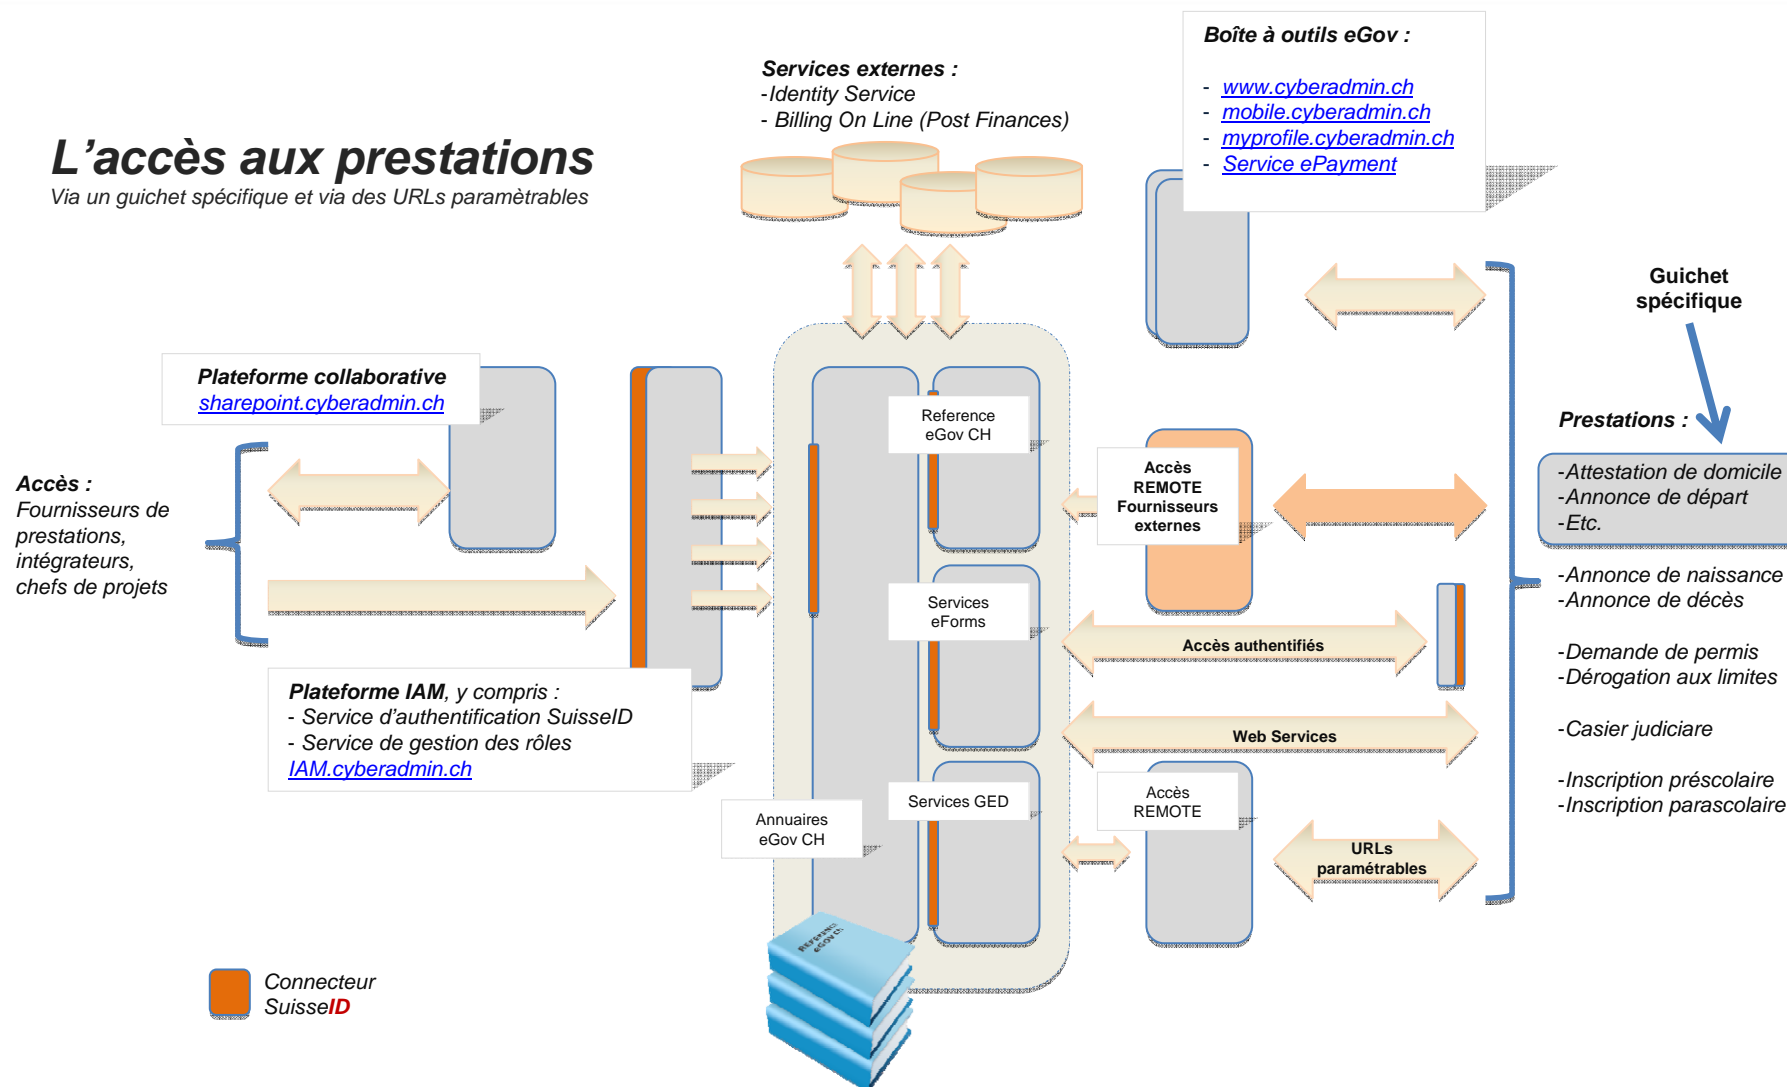 L'accès aux prestations
Via un guichet spécifique et via des URLs paramètrables
Services externes :
-Identity Service
- Billing On Line (Post Finances)
Boîte à outils eGov :
- www.cyberadmin.ch
- mobile.cyberadmin.ch
- myprofile.cyberadmin.ch
- Service ePayment
Guichet
spécifique
Plateforme collaborative
sharepoint.cyberadmin.ch
Accès :
Fournisseurs de
prestations,
intégrateurs,
chefs de projets
Plateforme IAM, y compris :
- Service d'authentification SuisseID
- Service de gestion des rôles
IAM.cyberadmin.ch
Reference
eGov CH
Services
eForms
Services GED
Annuaires
eGov CH
REFERENCE
eGOV CH
Accès
REMOTE
Fournisseurs
externes
Accès authentifiés
Web Services
Accès
REMOTE
URLs
paramétrables
Prestations :
-Attestation de domicile
-Annonce de départ
-Etc.
-Annonce de naissance
-Annonce de décès
-Demande de permis
-Dérogation aux limites
-Casier judiciare
-Inscription préscolaire
-Inscription parascolaire
Connecteur
SuisseID